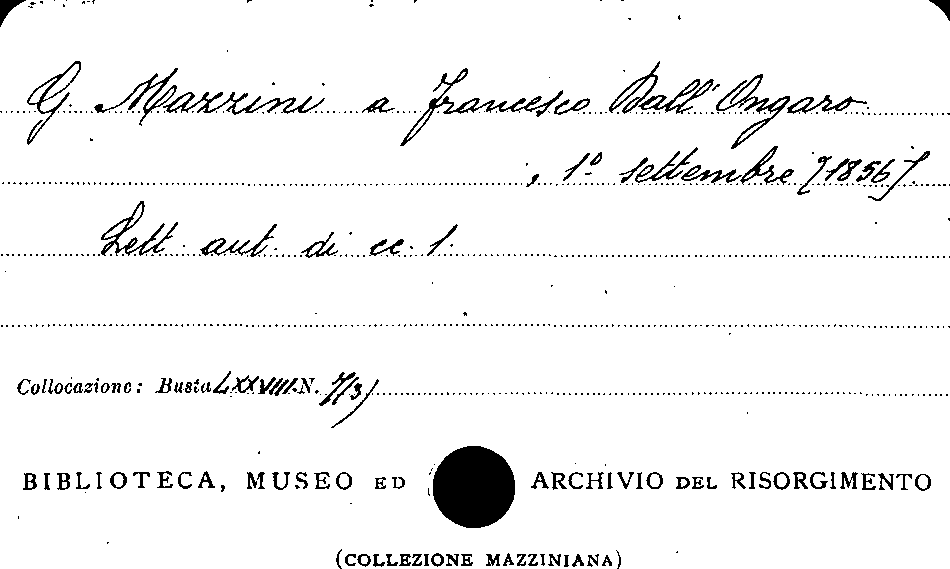 G. Mazzini a Francesco Dall'Ongaro
, 1º settembre [1856].
Lett. aut. di cc. 1.
Collocazione: Busta LXXVIII N. 7/3)
BIBLIOTECA, MUSEO ED ARCHIVIO DEL RISORGIMENTO
(COLLEZIONE MAZZINIANA)